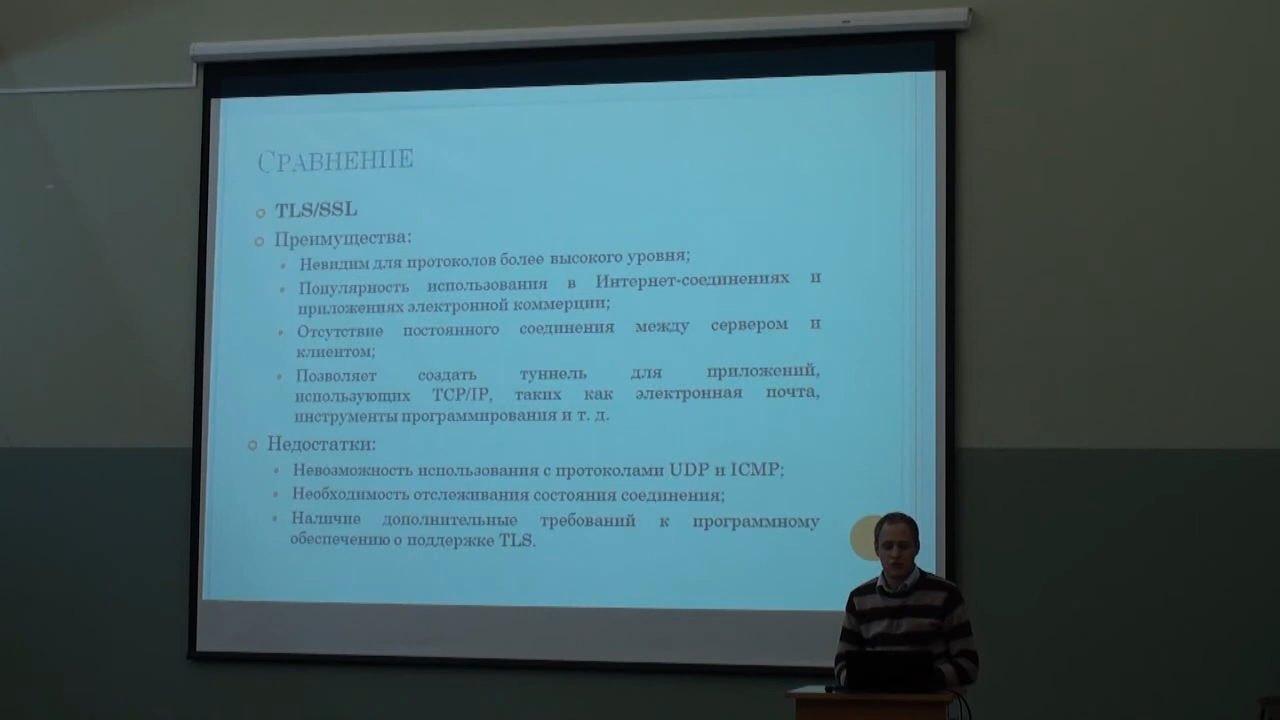 Сравнение
TLS/SSL
Преимущества:
Невидим для протоколов более высокого уровня;
Популярность использования в Интернет-соединениях и
приложениях электронной коммерции;
Отсутствие постоянного соединения между сервером и
клиентом;
Позволяет создать туннель для приложений,
использующих TCP/IP, таких как электронная почта,
инструменты программирования и т. д.
Недостатки:
Невозможность использования с протоколами UDP и ICMP;
Необходимость отслеживания состояния соединения;
Наличие дополнительные требований к программному
обеспечению о поддержке TLS.